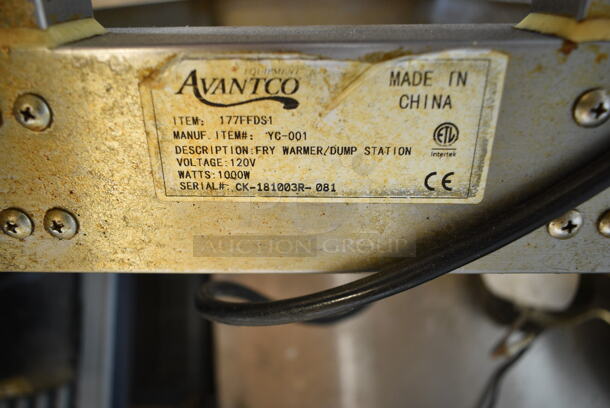 EQUIPMENT
AVANTCO
MADE IN
CHINA
ITEM: 177FFDS1
MANUF. ITEM#: YC-001
DESCRIPTION:FRY WARMER/DUMP STATION
VOLTAGE:120V
WATTS:1000W
SERIAL#: CK-181003R-081
ETL
Intertek
CE
AUCTION GROUP